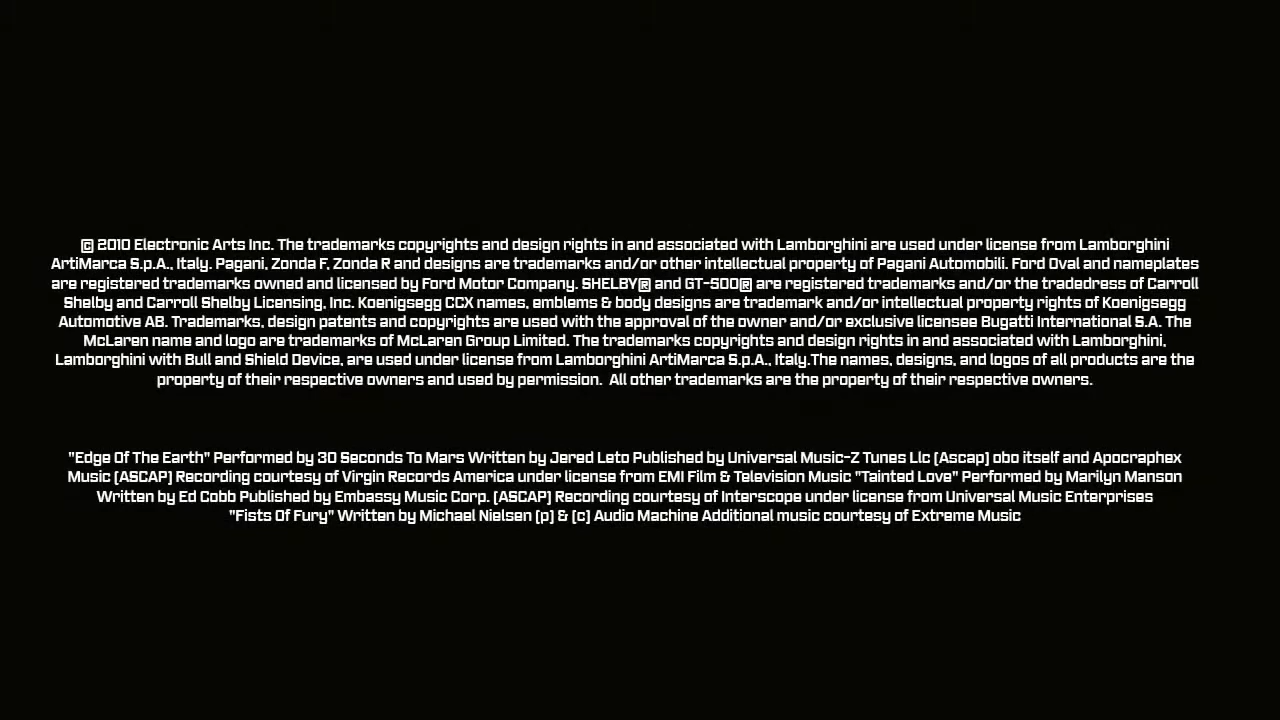 © 2010 Electronic Arts Inc. The trademarks copyrights and design rights in and associated with Lamborghini are used under license from Lamborghini
ArtiMarca S.p.A., Italy. Pagani, Zonda F, Zonda R and designs are trademarks and/or other intellectual property of Pagani Automobili. Ford Oval and nameplates
are registered trademarks owned and licensed by Ford Motor Company. SHELBY® and GT-500® are registered trademarks and/or the tradedress of Carroll
Shelby and Carroll Shelby Licensing, Inc. Koenigsegg CCX names, emblems & body designs are trademark and/or intellectual property rights of Koenigsegg
Automotive AB. Trademarks, design patents and copyrights are used with the approval of the owner and/or exclusive licensee Bugatti International S.A. The
McLaren name and logo are trademarks of McLaren Group Limited. The trademarks copyrights and design rights in and associated with Lamborghini,
Lamborghini with Bull and Shield Device, are used under license from Lamborghini ArtiMarca S.p.A., Italy.The names, designs, and logos of all products are the
property of their respective owners and used by permission.  All other trademarks are the property of their respective owners.
"Edge Of The Earth" Performed by 30 Seconds To Mars Written by Jered Leto Published by Universal Music-Z Tunes Llc (Ascap) obo itself and Apocraphex
Music (ASCAP) Recording courtesy of Virgin Records America under license from EMI Film & Television Music "Tainted Love" Performed by Marilyn Manson
Written by Ed Cobb Published by Embassy Music Corp. (ASCAP) Recording courtesy of Interscope under license from Universal Music Enterprises
"Fists Of Fury" Written by Michael Nielsen (p) & (c) Audio Machine Additional music courtesy of Extreme Music